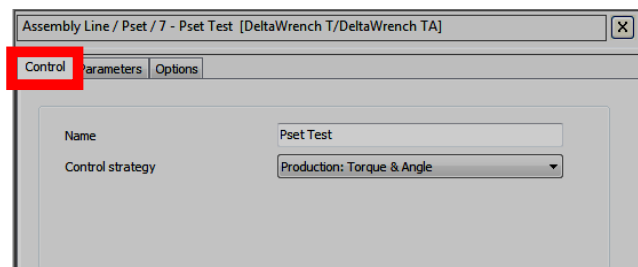 Assembly Line / Pset / 7 - Pset Test [DeltaWrench T/DeltaWrench TA]
X
Control Parameters Options
Name Pset Test
Control strategy Production: Torque & Angle